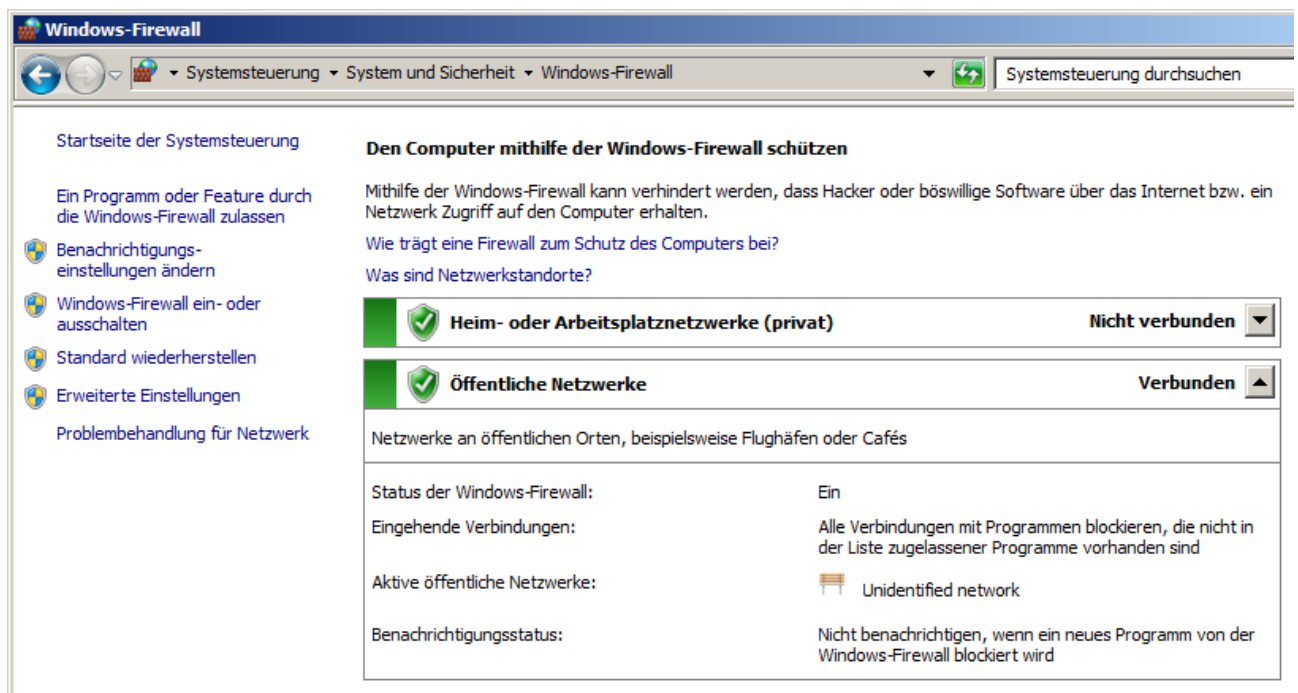 Windows-Firewall
Systemsteuerung System und Sicherheit Windows-Firewall
Systemsteuerung durchsuchen
Startseite der Systemsteuerung
Ein Programm oder Feature durch
die Windows-Firewall zulassen
Benachrichtigungs-
einstellungen ändern
Windows-Firewall ein- oder
ausschalten
Standard wiederherstellen
Erweiterte Einstellungen
Problembehandlung für Netzwerk
Den Computer mithilfe der Windows-Firewall schützen
Mithilfe der Windows-Firewall kann verhindert werden, dass Hacker oder böswillige Software über das Internet bzw. ein
Netzwerk Zugriff auf den Computer erhalten.
Wie trägt eine Firewall zum Schutz des Computers bei?
Was sind Netzwerkstandorte?
Heim- oder Arbeitsplatznetzwerke (privat) Nicht verbunden
Öffentliche Netzwerke Verbunden
Netzwerke an öffentlichen Orten, beispielsweise Flughäfen oder Cafés
Status der Windows-Firewall: Ein
Eingehende Verbindungen: Alle Verbindungen mit Programmen blockieren, die nicht in
der Liste zugelassener Programme vorhanden sind
Aktive öffentliche Netzwerke: Unidentified network
Benachrichtigungsstatus: Nicht benachrichtigen, wenn ein neues Programm von der
Windows-Firewall blockiert wird